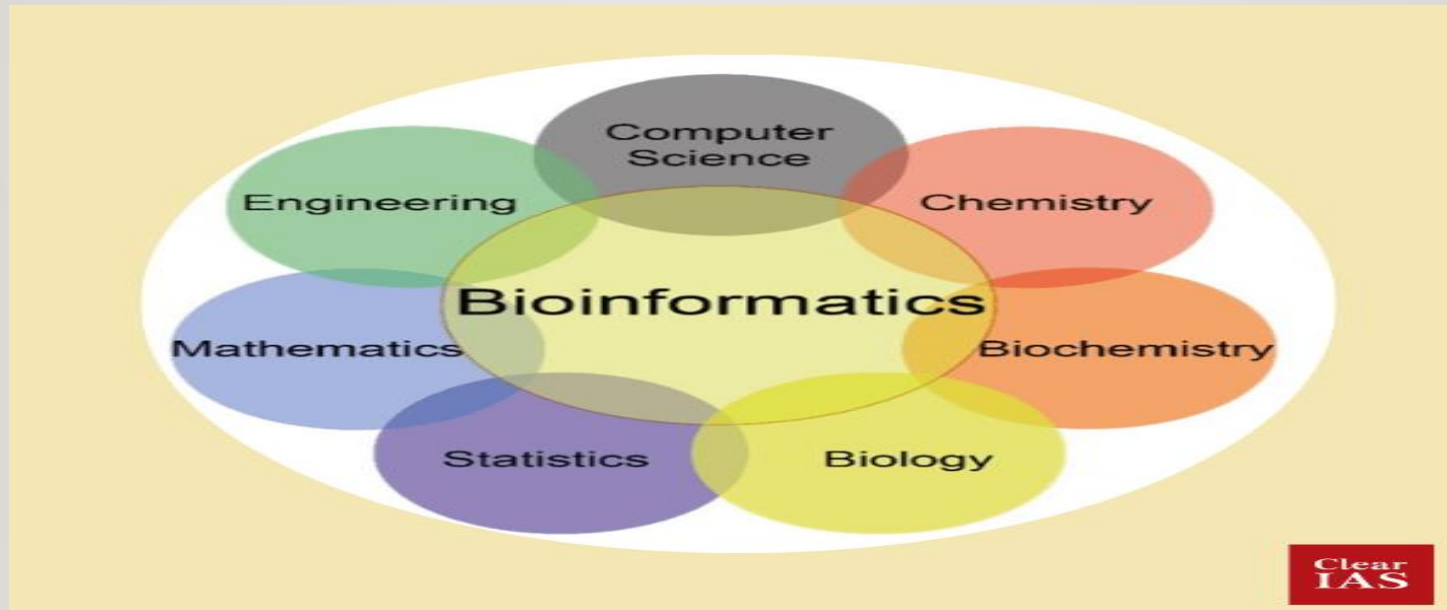 Computer
Science
Engineering
Chemistry
Bioinformatics
Mathematics
Biochemistry
Statistics
Biology
Clear
IAS